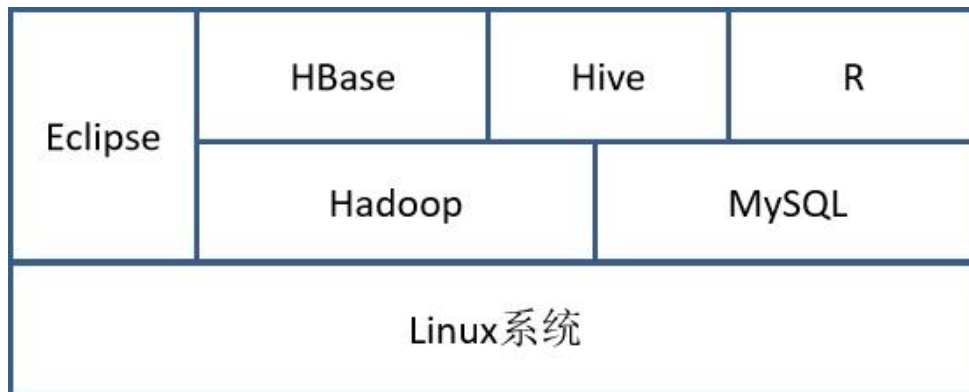 HBase
Hive
R
Eclipse
Hadoop
MySQL
Linux系统